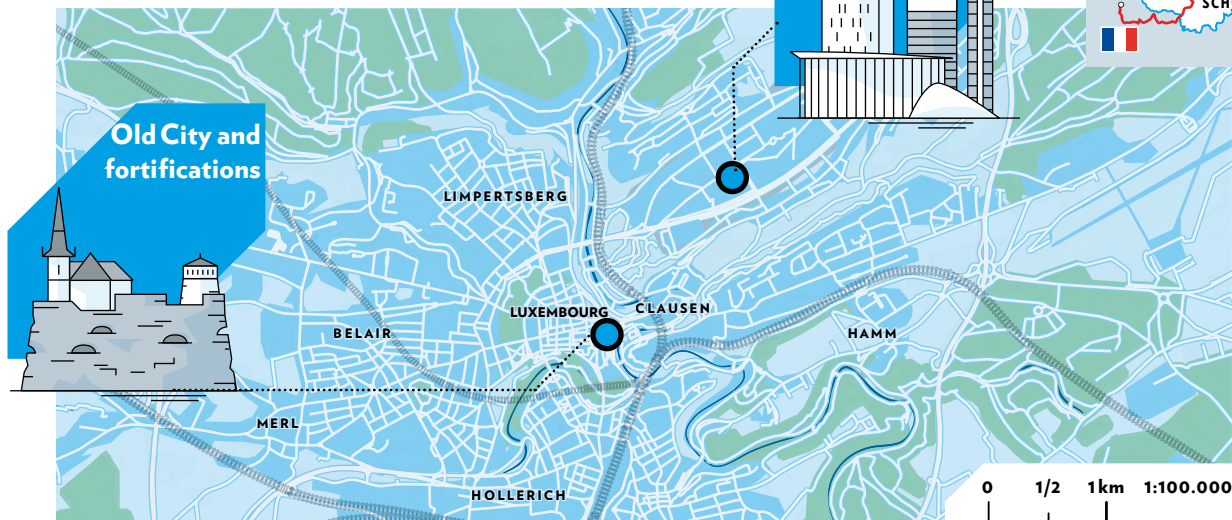 Old City and
fortifications
LIMPERTSBERG
LUXEMBOURG
CLAUSEN
BELAIR
HAMM
MERL
HOLLERICH
0 1/2 1km 1:100.000